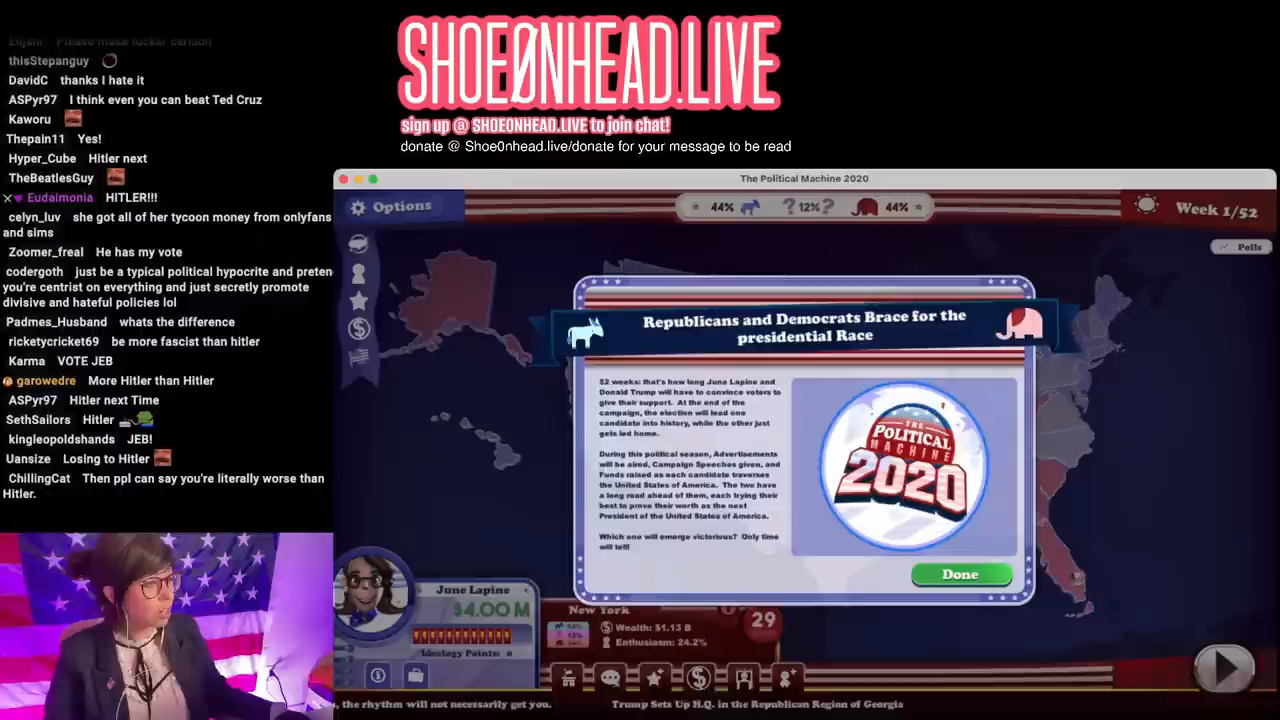 Elijahl Please make tucker carlson
thisStepanguy
DavidC thanks I hate it
ASPyr97 I think even you can beat Ted Cruz
Kaworu
Thepain11 Yes!
Hyper_Cube Hitler next
TheBeatlesGuy
Eudaimonia HITLER!!!
celyn_luv she got all of her tycoon money from onlyfans
and sims
Zoomer_freal He has my vote
codergoth just be a typical political hypocrite and preten
you're centrist on everything and just secretly promote
divisive and hateful policies lol
Padmes_Husband whats the difference
ricketycricket69 be more fascist than hitler
Karma VOTE JEB
garowedre More Hitler than Hitler
ASPyr97 Hitler next Time
SethSailors Hitler
kingleopoldshands JEB!
Uansize Losing to Hitler
ChillingCat Then ppl can say you're literally worse than
Hitler.
SHOE0NHEAD.LIVE
sign up @ SHOE0NHEAD.LIVE to join chat!
donate @ Shoe0nhead.live/donate for your message to be read
The Political Machine 2020
Options
44% ?12%? 44%
Week 1/52
Polls
Republicans and Democrats Brace for the
presidential Race
52 weeks: that's how long June Lapine and
Donald Trump will have to convince voters to
give their support. At the end of the
campaign, the election will lead one
candidate into history, while the other just
gets led home.
During this political season, Advertisements
will be aired, Campaign Speeches given, and
Funds raised as each candidate traverses
the United States of America. The two have
a long road ahead of them, each trying their
best to prove their worth as the next
President of the United States of America.
Which one will emerge victorious? Only time
will tell!
THE
POLITICAL
MACHINE
2020
Done
June Lapine
$4.00 M
Ideology Points: 0
New York
29
Wealth: $1.13 B
Enthusiasm: 24.2%
, the rhythm will not necessarily get you.
Trump Sets Up H.Q. in the Republican Region of Georgia